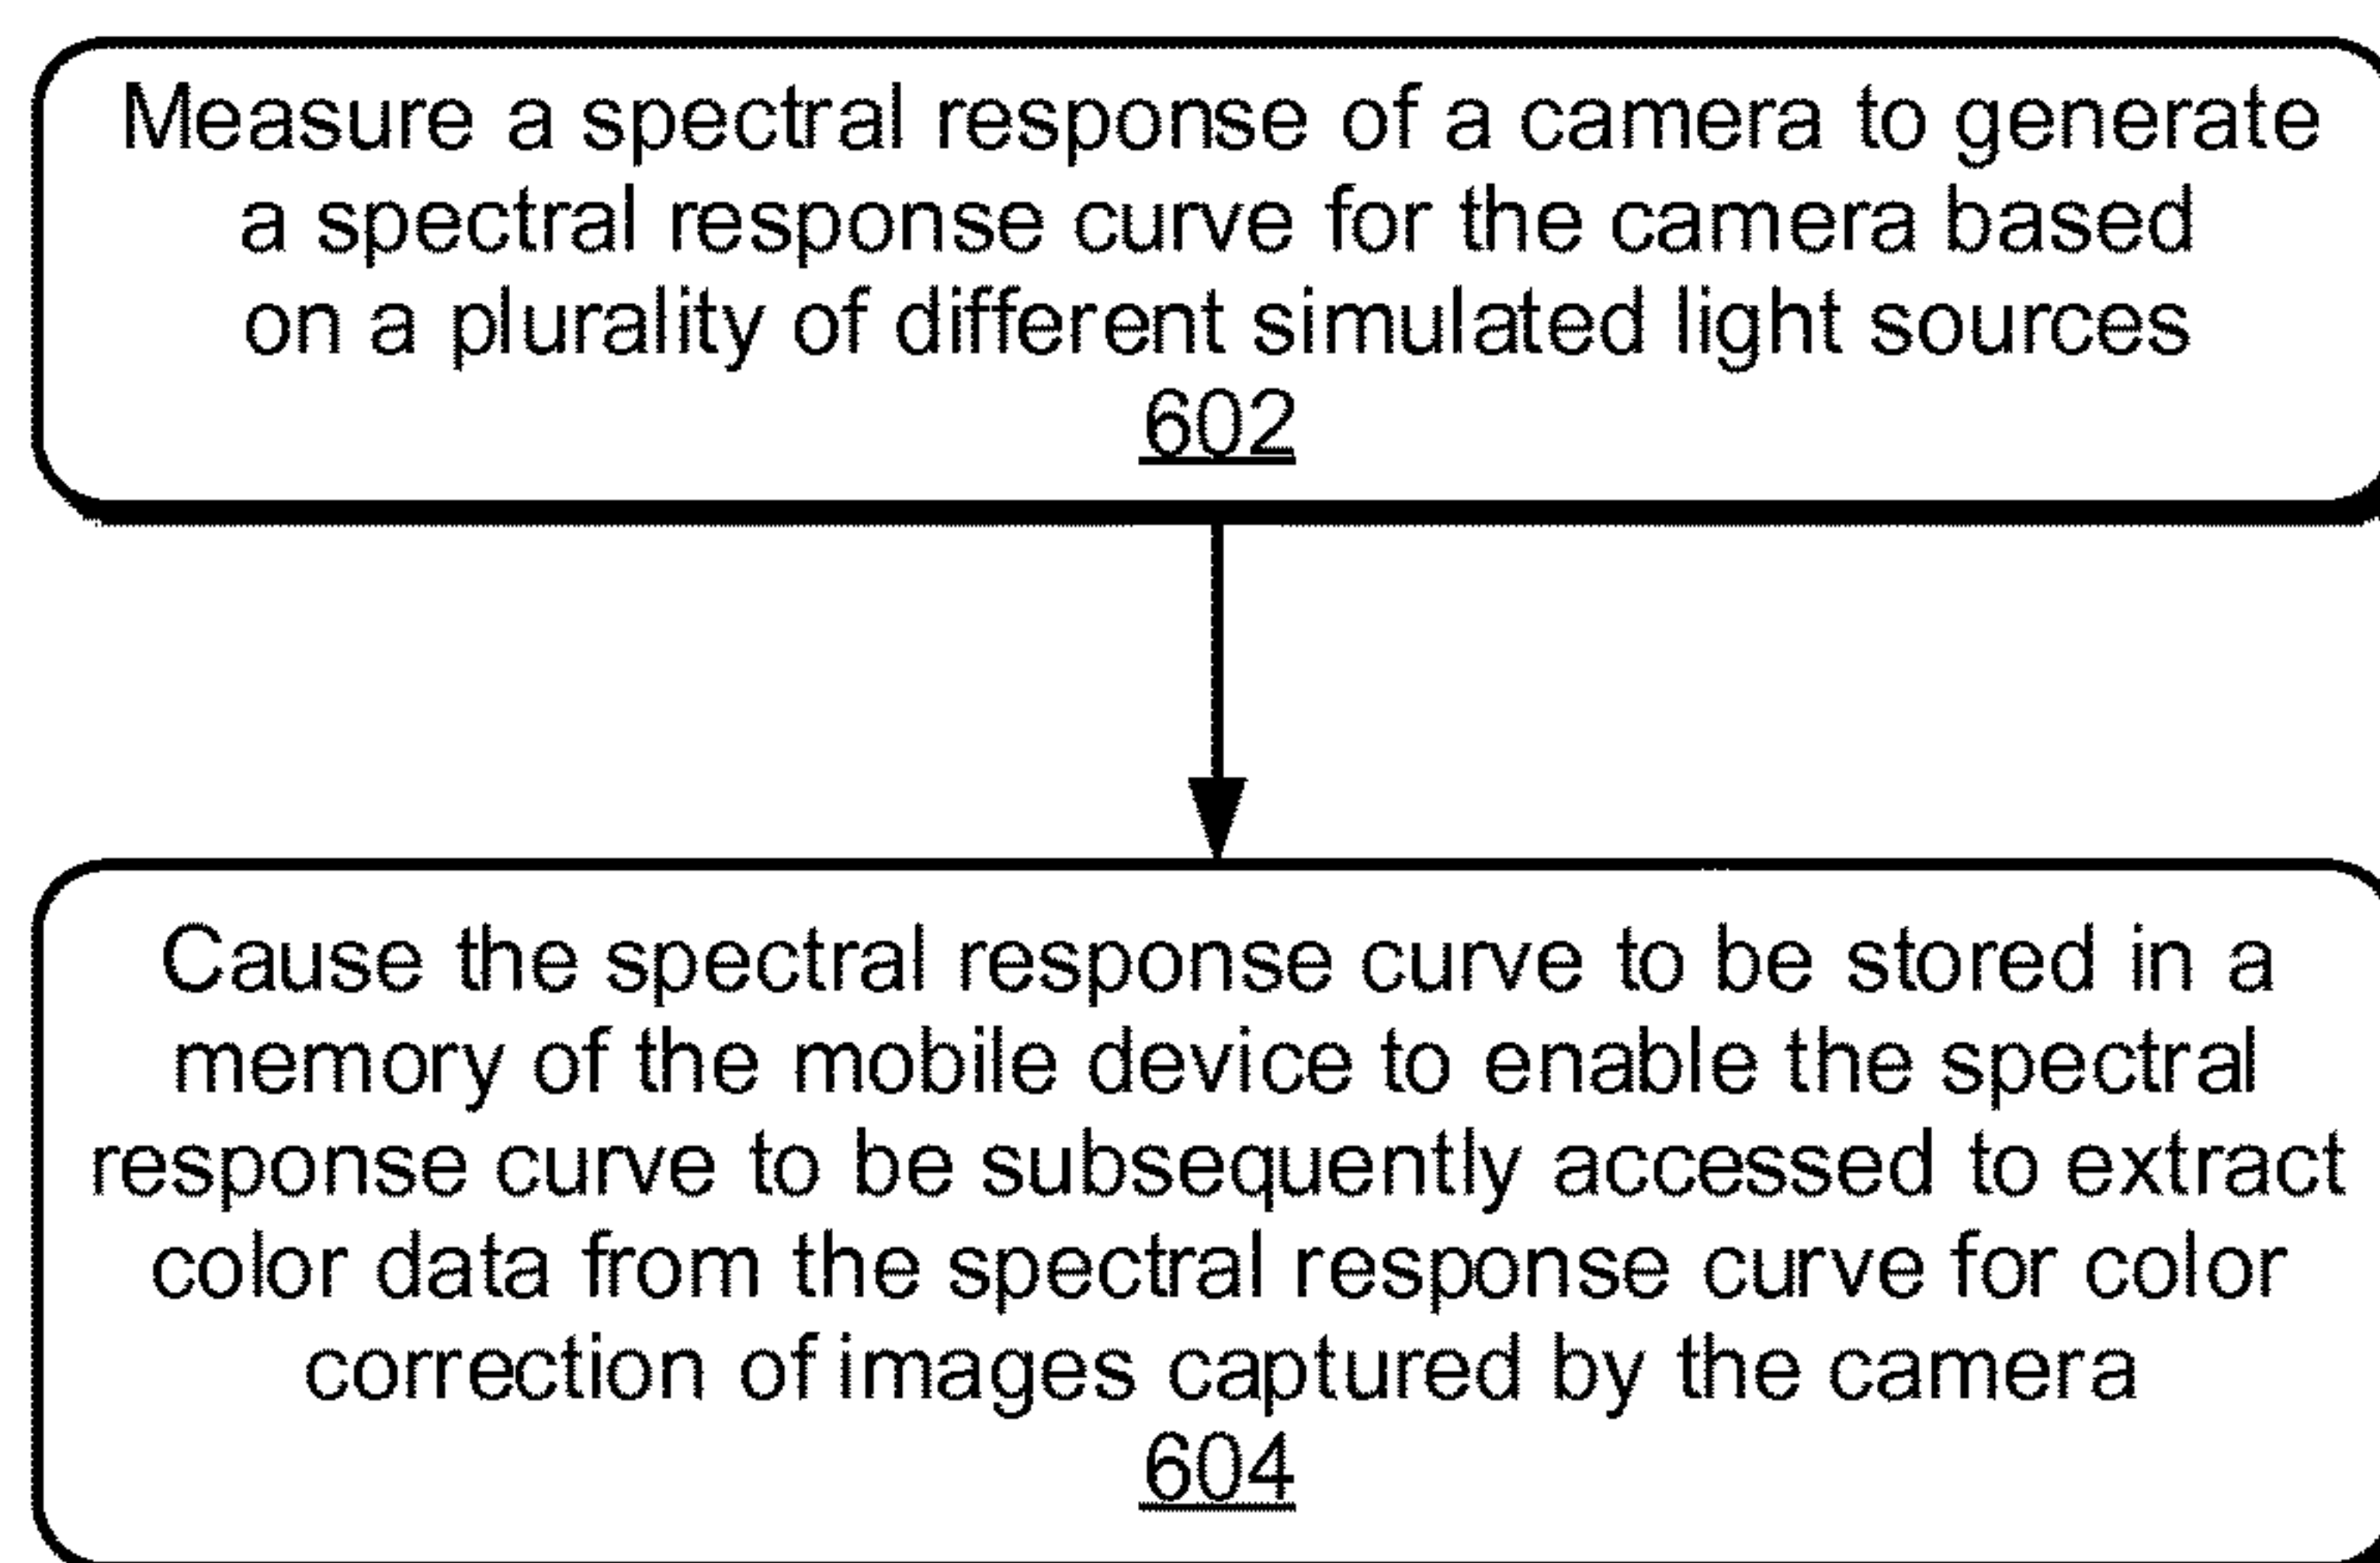 Measure a spectral response of a camera to generate
a spectral response curve for the camera based
on a plurality of different simulated light sources
602
Cause the spectral response curve to be stored in a
memory of the mobile device to enable the spectral
response curve to be subsequently accessed to extract
color data from the spectral response curve for color
correction of images captured by the camera
604